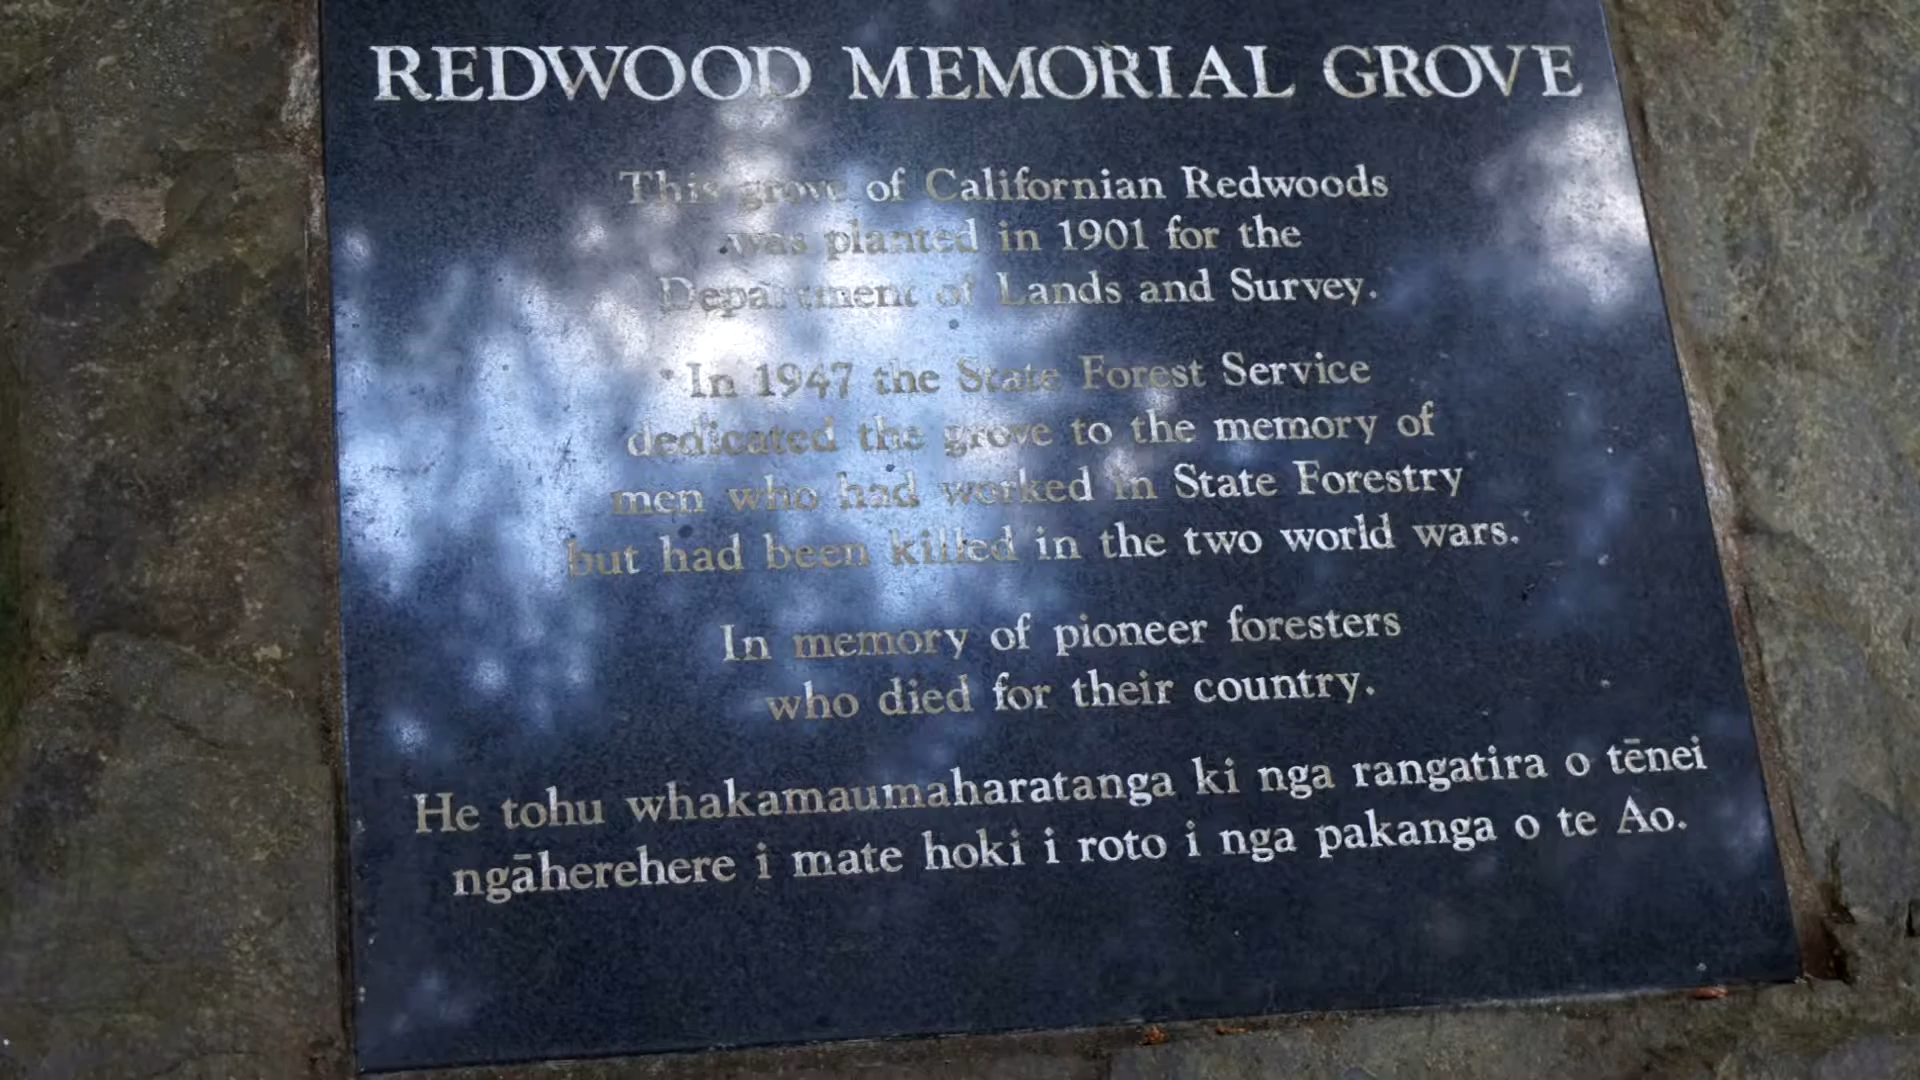 REDWOOD MEMORIAL GROVE
This grove of Californian Redwoods
was planted in 1901 for the
Department of Lands and Survey.
In 1947 the State Forest Service
dedicated the grove to the memory of
men who had worked in State Forestry
but had been killed in the two world wars.
In memory of pioneer foresters
who died for their country.
He tohu whakamaumaharatanga ki nga rangatira o tēnei
ngāherehere i mate hoki i roto i nga pakanga o te Ao.